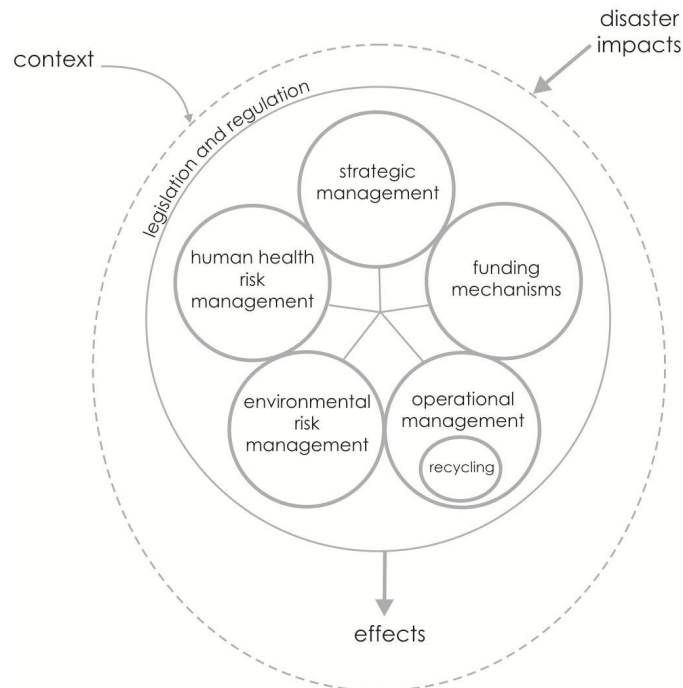 disaster
impacts
context
legislation and regulation
strategic
management
human health
risk
management
funding
mechanisms
environmental
risk
management
operational
management
recycling
effects